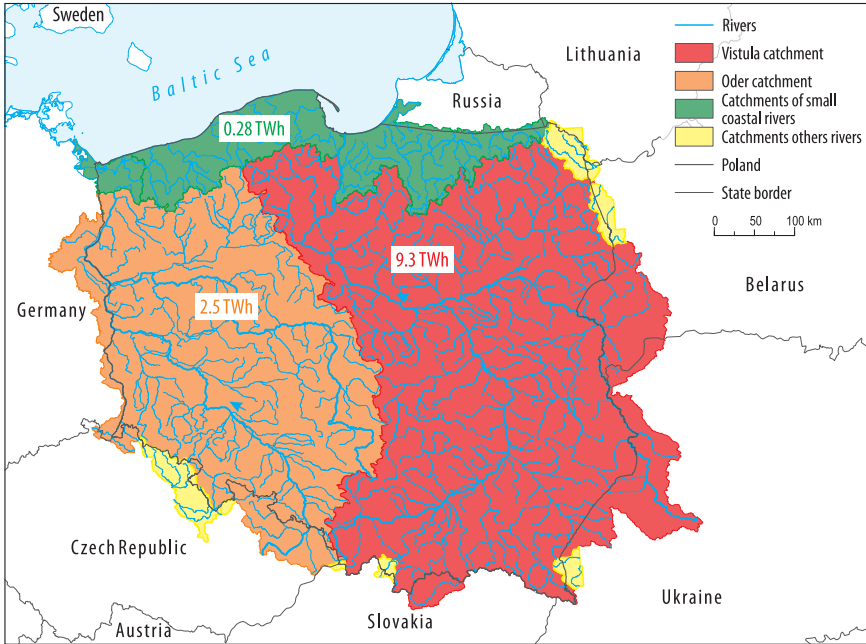 Sweden
Baltic Sea
Lithuania
Russia
Rivers
Vistula catchment
Oder catchment
Catchments of small
coastal rivers
Catchments others rivers
Poland
State border
0 50 100 km
0.28 TWh
9.3 TWh
2.5 TWh
Germany
Belarus
Czech Republic
Ukraine
Slovakia
Austria